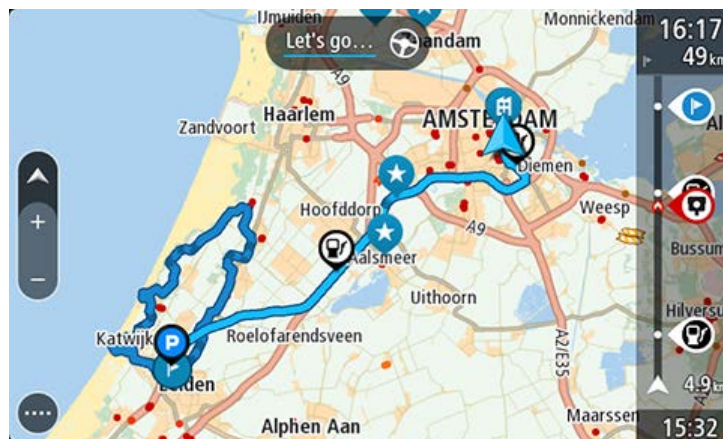 IJmuiden
Monnickendam
16:17
Let's go...
Zaandam
49 km
A9
Haarlem
AMSTERDAM
Zandvoort
Diemen
Hoofddorp
A9
Weesp
Aalsmeer
Bussum
Uithoorn
Hilversum
Katwijk
P
Roelofarendsveen
A2/E35
Leiden
4.9 km
Alphen Aan
Maarssen
15:32